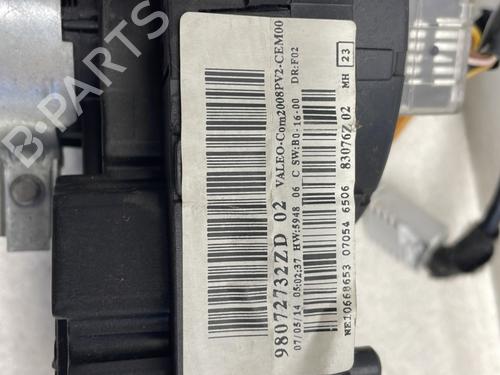 98072732ZD 02 VALEO-Com2008PV2-CEM00
07/05/14 05:02:37 HW:5948 06 C SW:B0-16-00 DR:F02
NE10668653 07054 6506 83076Z 02 MH 23
B-PARTS